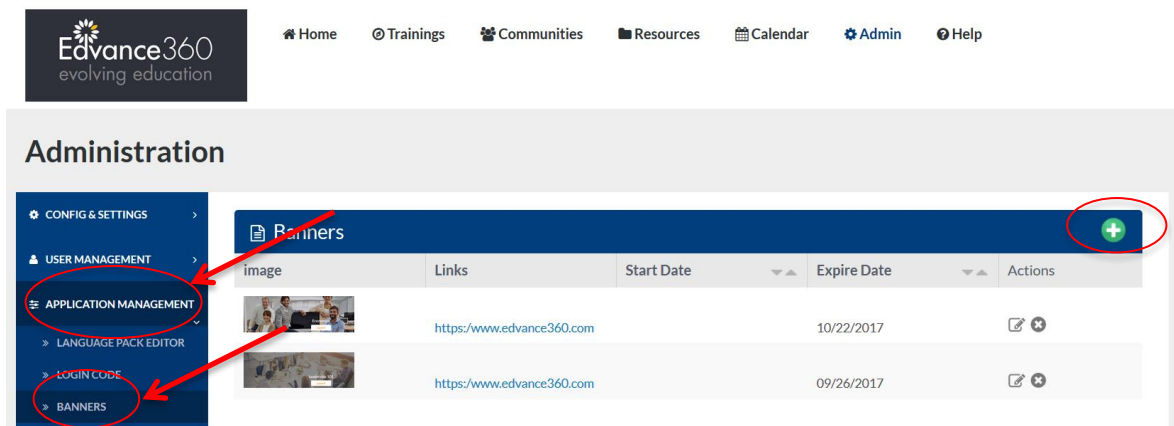 Edvance360
evolving education
Home Trainings Communities Resources Calendar Admin Help
Administration
CONFIG & SETTINGS
USER MANAGEMENT
APPLICATION MANAGEMENT
» LANGUAGE PACK EDITOR
» LOGIN CODE
» BANNERS
Banners
image Links Start Date Expire Date Actions
https:/www.edvance360.com 10/22/2017
https:/www.edvance360.com 09/26/2017